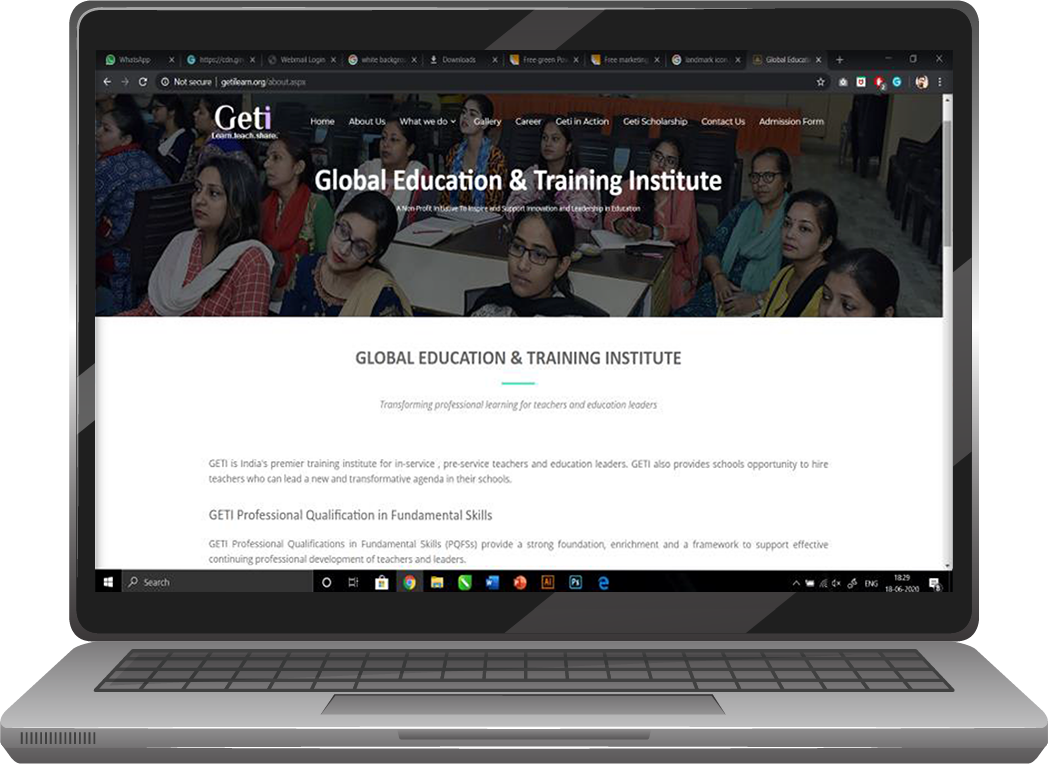 WhatsApp
https://cdn.giv
Webmail Login
white backgro
Downloads
Free green Po
Free marketing
landmark icon
Global Educati
Not secure | getilearn.org/about.aspx
Geti
Learn.teach.share.
Home About Us What we do Gallery Career Geti in Action Geti Scholarship Contact Us Admission Form
Global Education & Training Institute
A Non-Profit Initiative To Inspire and Support Innovation and Leadership in Education
GLOBAL EDUCATION & TRAINING INSTITUTE
Transforming professional learning for teachers and education leaders
GETI is India's premier training institute for in-service , pre-service teachers and education leaders. GETI also provides schools opportunity to hire
teachers who can lead a new and transformative agenda in their schools.
GETI Professional Qualification in Fundamental Skills
GETI Professional Qualifications in Fundamental Skills (PQFSs) provide a strong foundation, enrichment and a framework to support effective
continuing professional development of teachers and leaders.
Search
Ai
Ps
ENG
18:29
18-06-2020